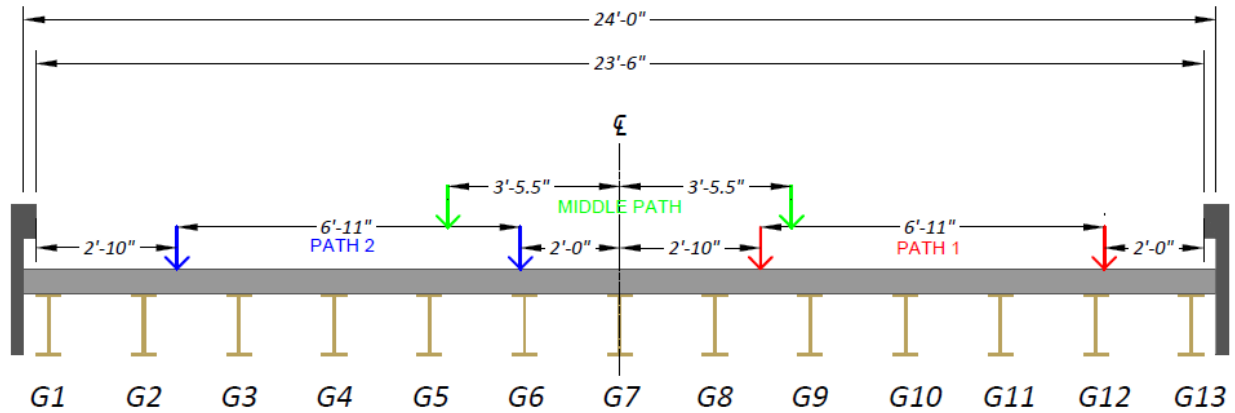 24'-0"
23'-6"
℄
3'-5.5" 3'-5.5"
MIDDLE PATH
6'-11" 6'-11"
2'-10" PATH 2 2'-0" 2'-10" PATH 1 2'-0"
G1 G2 G3 G4 G5 G6 G7 G8 G9 G10 G11 G12 G13